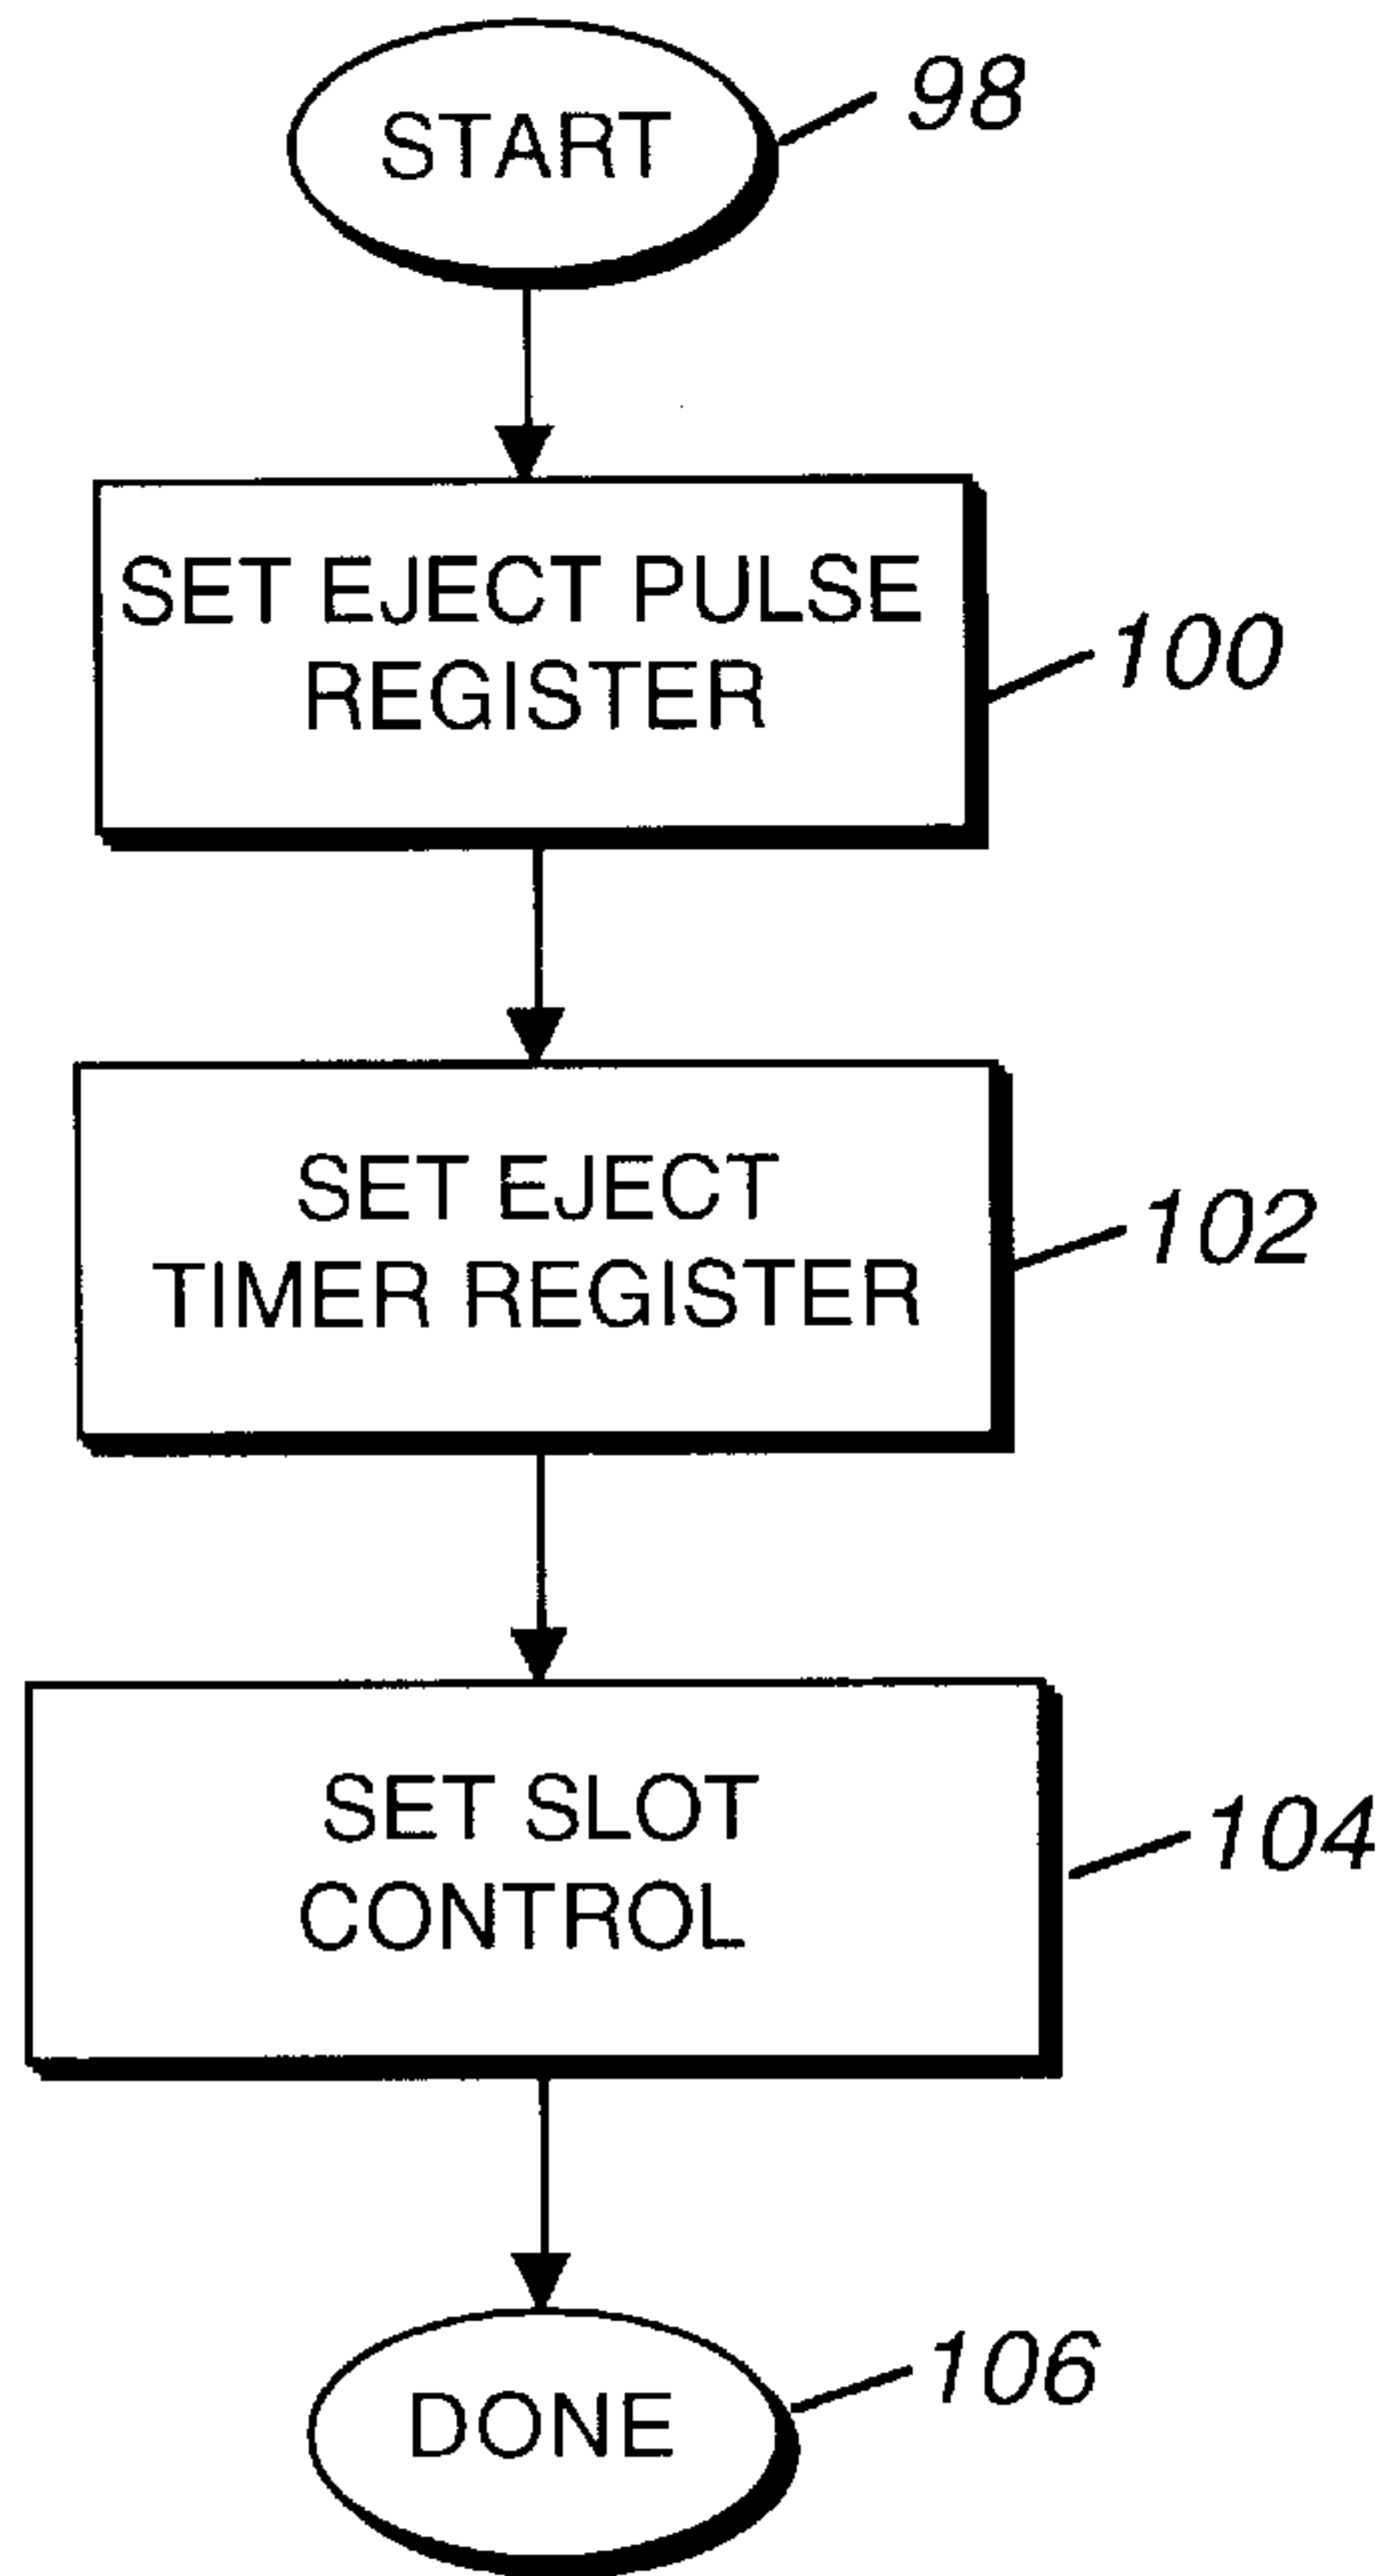 START
98
SET EJECT PULSE
REGISTER
100
SET EJECT
TIMER REGISTER
102
SET SLOT
CONTROL
104
DONE
106